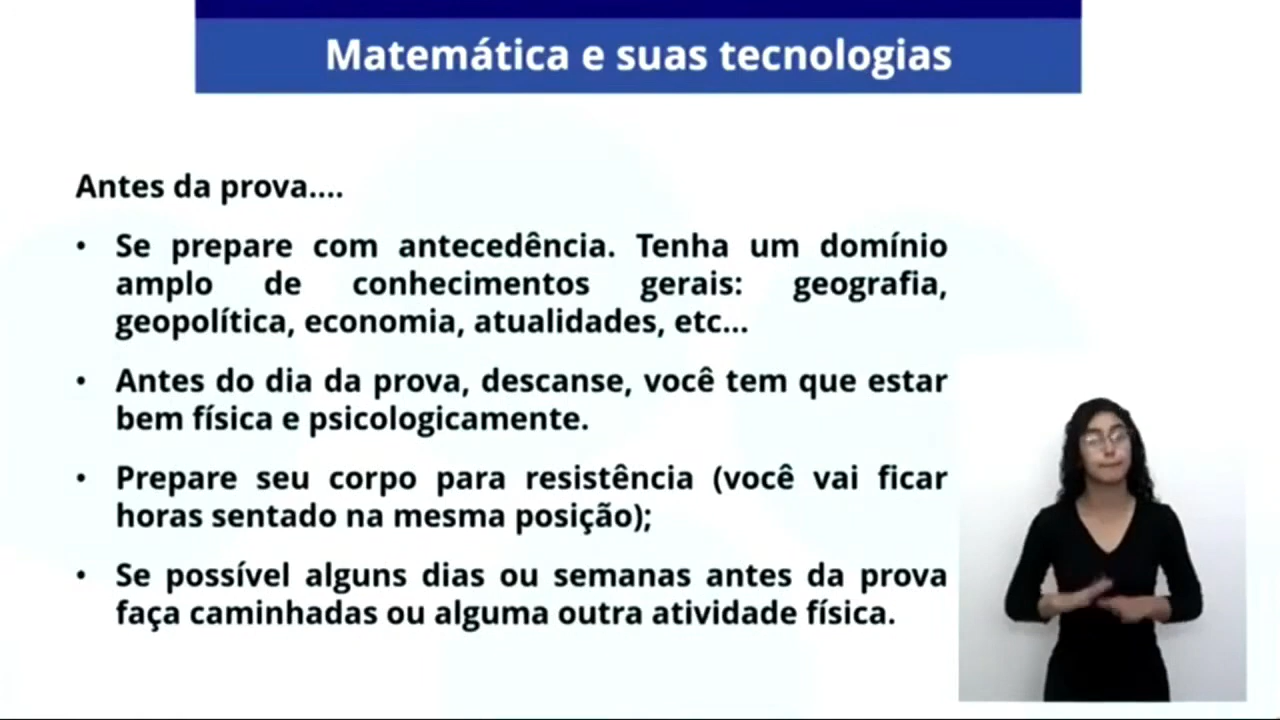 Matemática e suas tecnologias
Antes da prova....
• Se prepare com antecedência. Tenha um domínio
amplo de conhecimentos gerais: geografia,
geopolítica, economia, atualidades, etc...
• Antes do dia da prova, descanse, você tem que estar
bem física e psicologicamente.
• Prepare seu corpo para resistência (você vai ficar
horas sentado na mesma posição);
• Se possível alguns dias ou semanas antes da prova
faça caminhadas ou alguma outra atividade física.